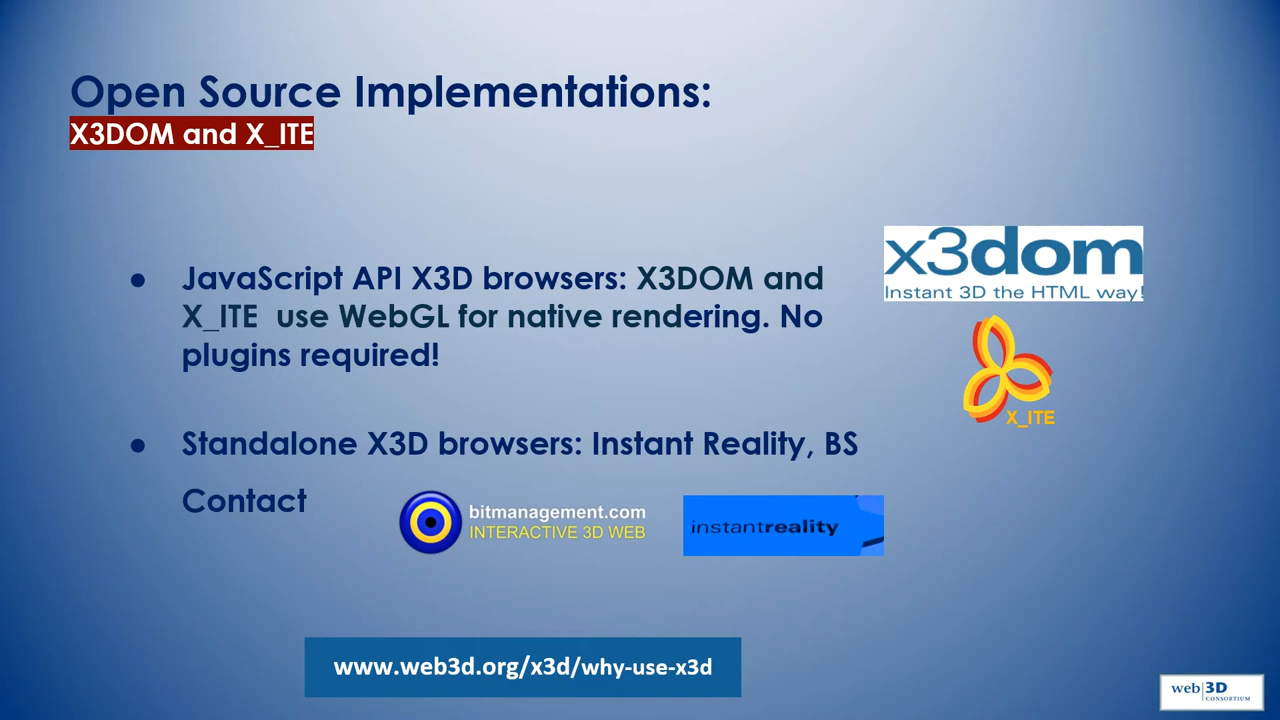 Open Source Implementations:
X3DOM and X_ITE
● JavaScript API X3D browsers: X3DOM and
X_ITE use WebGL for native rendering. No
plugins required!
x3dom
Instant 3D the HTML way!
X_ITE
● Standalone X3D browsers: Instant Reality, BS
Contact
bitmanagement.com
INTERACTIVE 3D WEB
instantreality
www.web3d.org/x3d/why-use-x3d
web|3D
CONSORTIUM